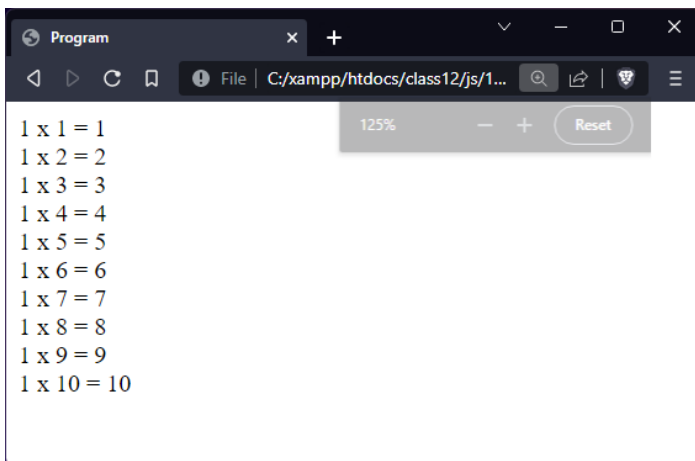 Program
File C:/xampp/htdocs/class12/js/1...
125% Reset
1 x 1 = 1
1 x 2 = 2
1 x 3 = 3
1 x 4 = 4
1 x 5 = 5
1 x 6 = 6
1 x 7 = 7
1 x 8 = 8
1 x 9 = 9
1 x 10 = 10